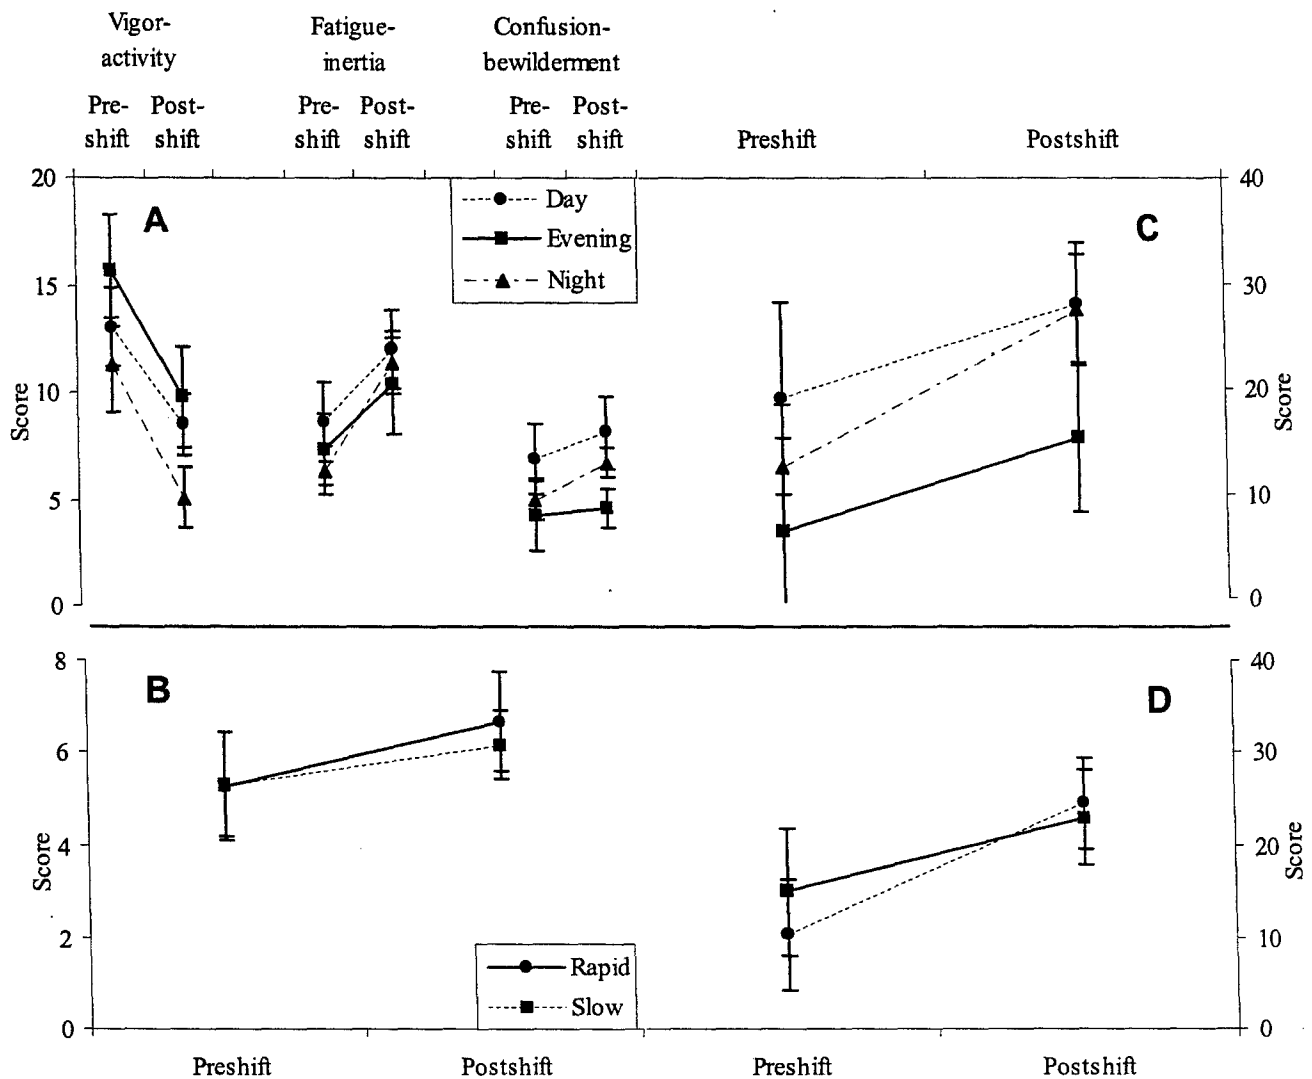 Vigor-
activity
Fatigue-
inertia
Confusion-
bewilderment
Pre-
shift
Post-
shift
Pre-
shift
Post-
shift
Pre-
shift
Post-
shift
Preshift
Postshift
20
15
10
5
0
Score
A
Day
Evening
Night
C
40
30
20
10
0
Score
8
6
4
2
0
Score
B
Rapid
Slow
D
40
30
20
10
0
Score
Preshift
Postshift
Preshift
Postshift